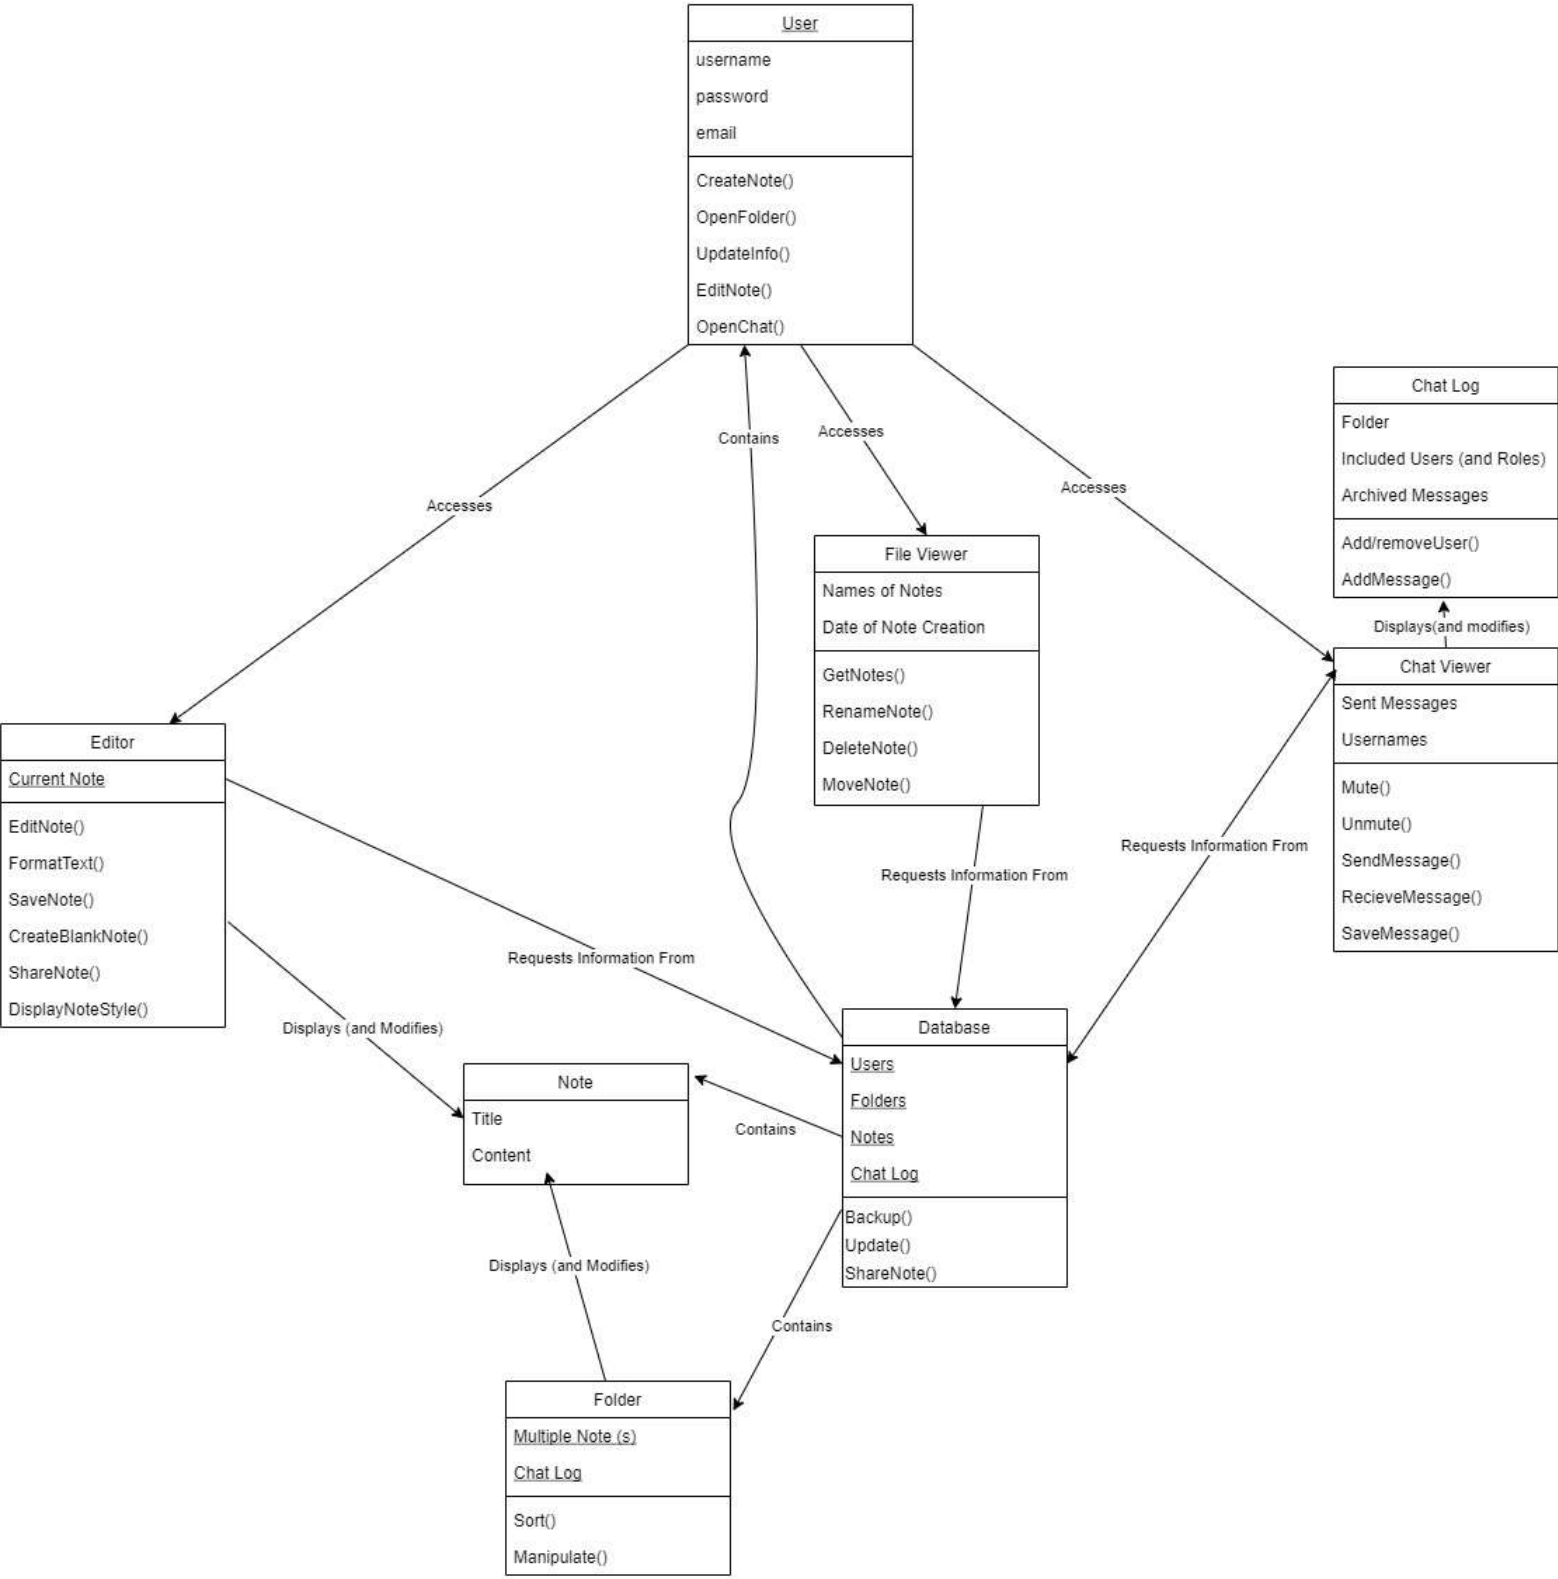 User
username
password
email
CreateNote()
OpenFolder()
UpdateInfo()
EditNote()
OpenChat()
Accesses
Contains
Accesses
Accesses
Chat Log
Folder
Included Users (and Roles)
Archived Messages
Add/removeUser()
AddMessage()
Displays(and modifies)
File Viewer
Names of Notes
Date of Note Creation
GetNotes()
RenameNote()
DeleteNote()
MoveNote()
Chat Viewer
Sent Messages
Usernames
Mute()
Unmute()
SendMessage()
RecieveMessage()
SaveMessage()
Editor
Current Note
EditNote()
FormatText()
SaveNote()
CreateBlankNote()
ShareNote()
DisplayNoteStyle()
Requests Information From
Requests Information From
Requests Information From
Displays (and Modifies)
Note
Title
Content
Contains
Database
Users
Folders
Notes
Chat Log
Backup()
Update()
ShareNote()
Displays (and Modifies)
Contains
Folder
Multiple Note (s)
Chat Log
Sort()
Manipulate()